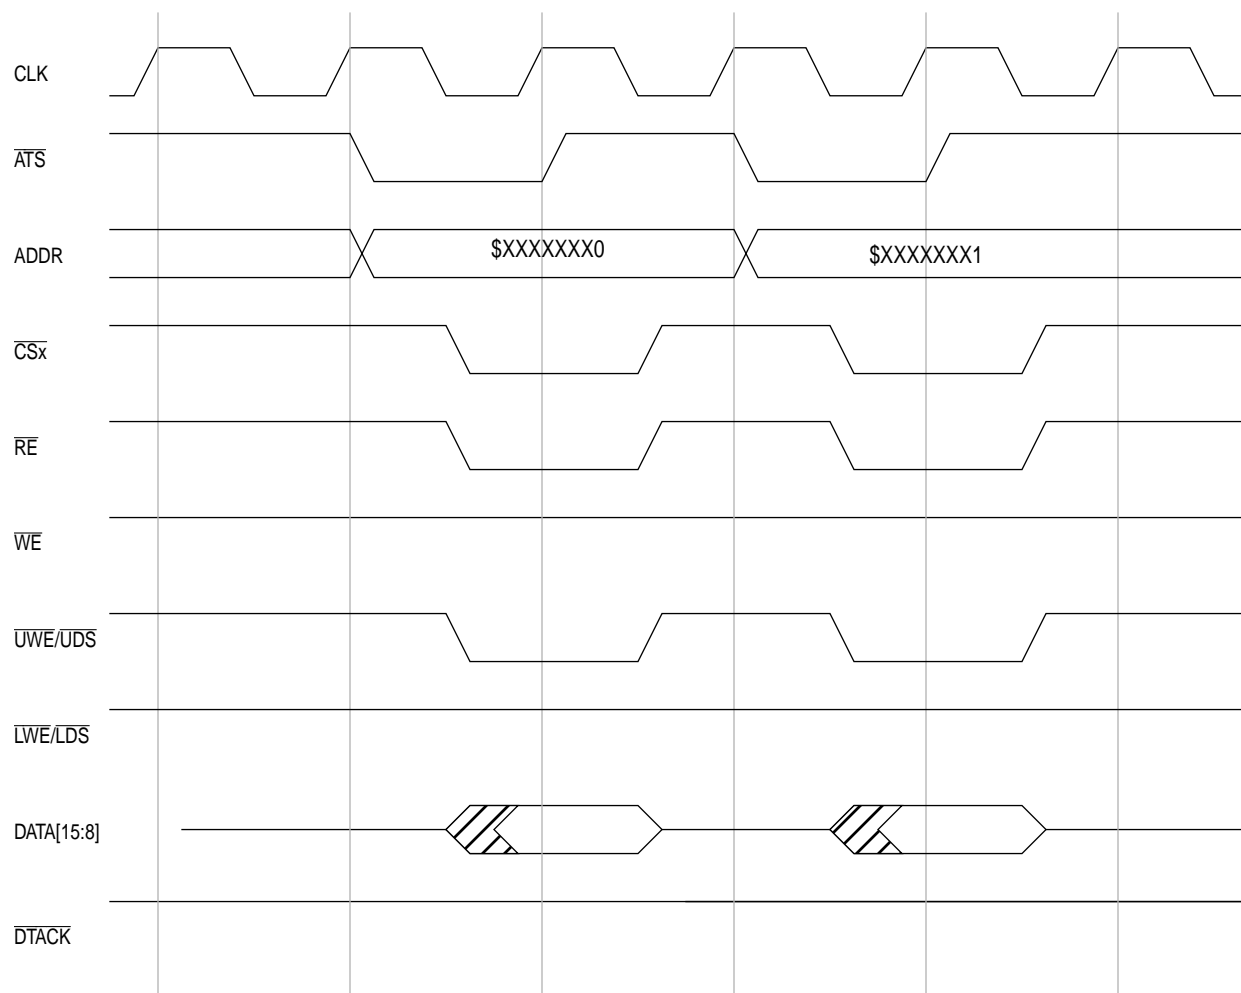 CLK
ATS
ADDR $XXXXXXX0 $XXXXXXX1
CSx
RE
WE
UWE/UDS
LWE/LDS
DATA[15:8]
DTACK